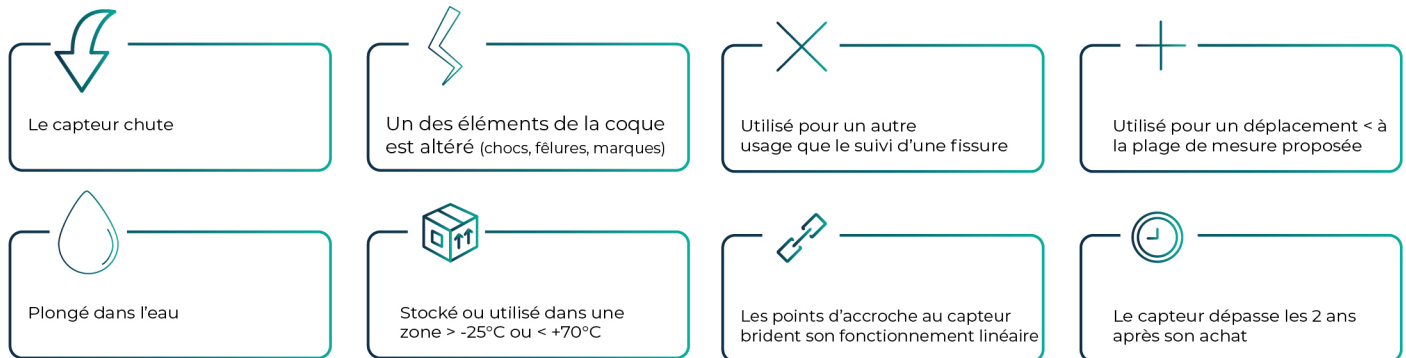 Le capteur chute
Un des éléments de la coque
est altéré (chocs, fêlures, marques)
Utilisé pour un autre
usage que le suivi d’une fissure
Utilisé pour un déplacement < à
la plage de mesure proposée
Plongé dans l’eau
Stocké ou utilisé dans une
zone > -25°C ou < +70°C
Les points d’accroche au capteur
brident son fonctionnement linéaire
Le capteur dépasse les 2 ans
après son achat